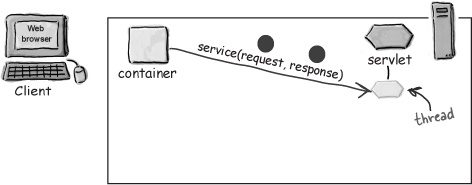 Web
browser
Client
container
service(request, response)
servlet
thread